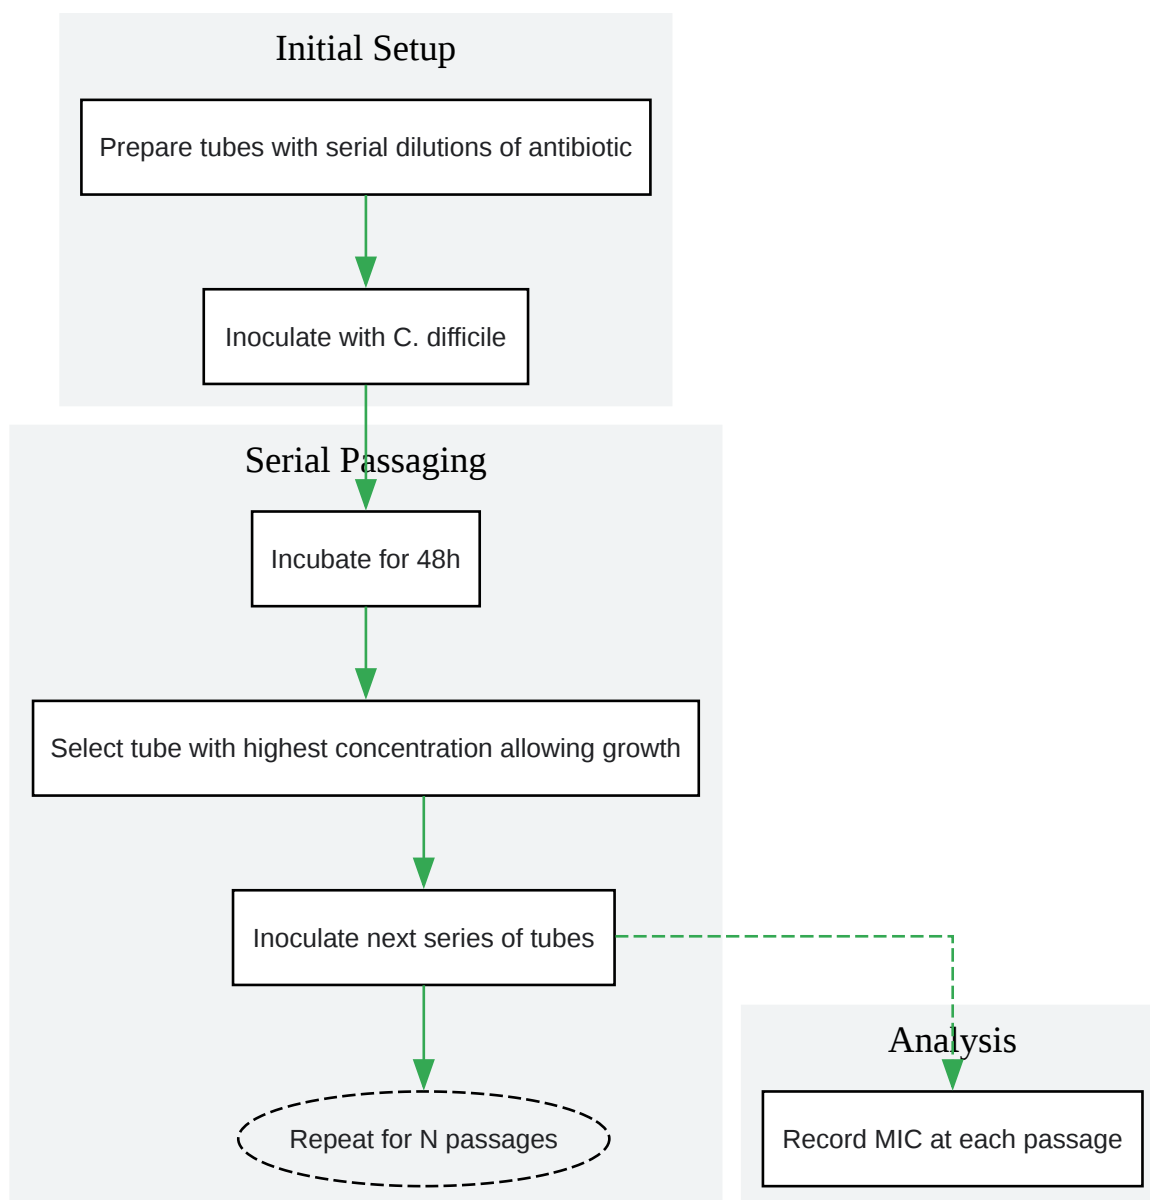 Initial Setup
Prepare tubes with serial dilutions of antibiotic
Inoculate with C. difficile
Serial Passaging
Incubate for 48h
Select tube with highest concentration allowing growth
Inoculate next series of tubes
Analysis
Repeat for N passages
Record MIC at each passage